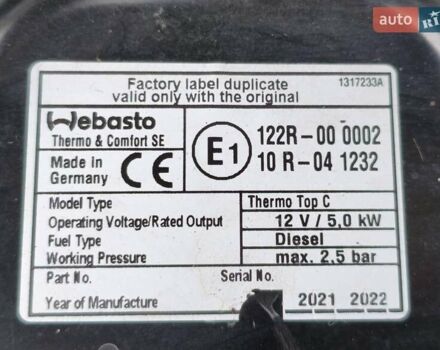 auto RI
Factory label duplicate 1317233A
valid only with the original
Webasto
Thermo & Comfort SE
Made in
Germany
CE
E1
122R-00 0002
10 R-04 1232
Model Type Thermo Top C
Operating Voltage/Rated Output 12 V / 5,0 kW
Fuel Type Diesel
Working Pressure max. 2,5 bar
Part No. Serial No.
Year of Manufacture 2021 2022